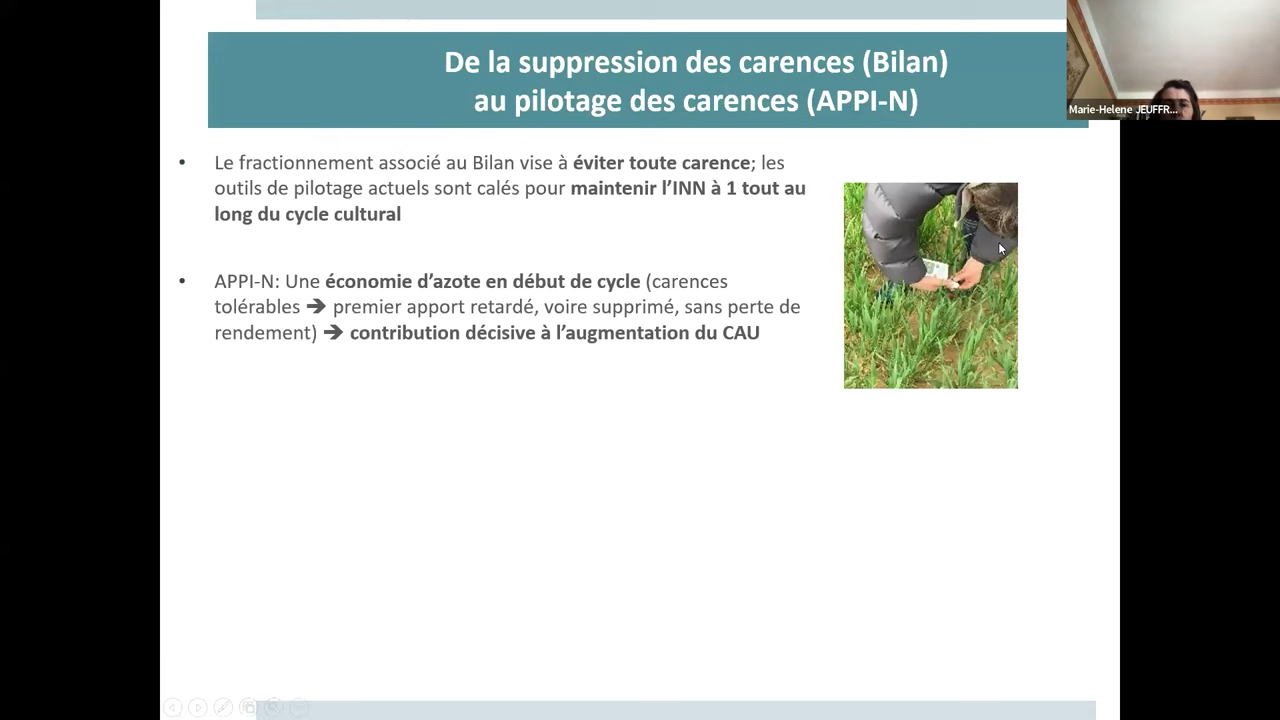 De la suppression des carences (Bilan)
au pilotage des carences (APPI-N)
Marie-Helene JEUFFR...
• Le fractionnement associé au Bilan vise à éviter toute carence; les
outils de pilotage actuels sont calés pour maintenir l’INN à 1 tout au
long du cycle cultural
• APPI-N: Une économie d’azote en début de cycle (carences
tolérables ➔ premier apport retardé, voire supprimé, sans perte de
rendement) ➔ contribution décisive à l’augmentation du CAU